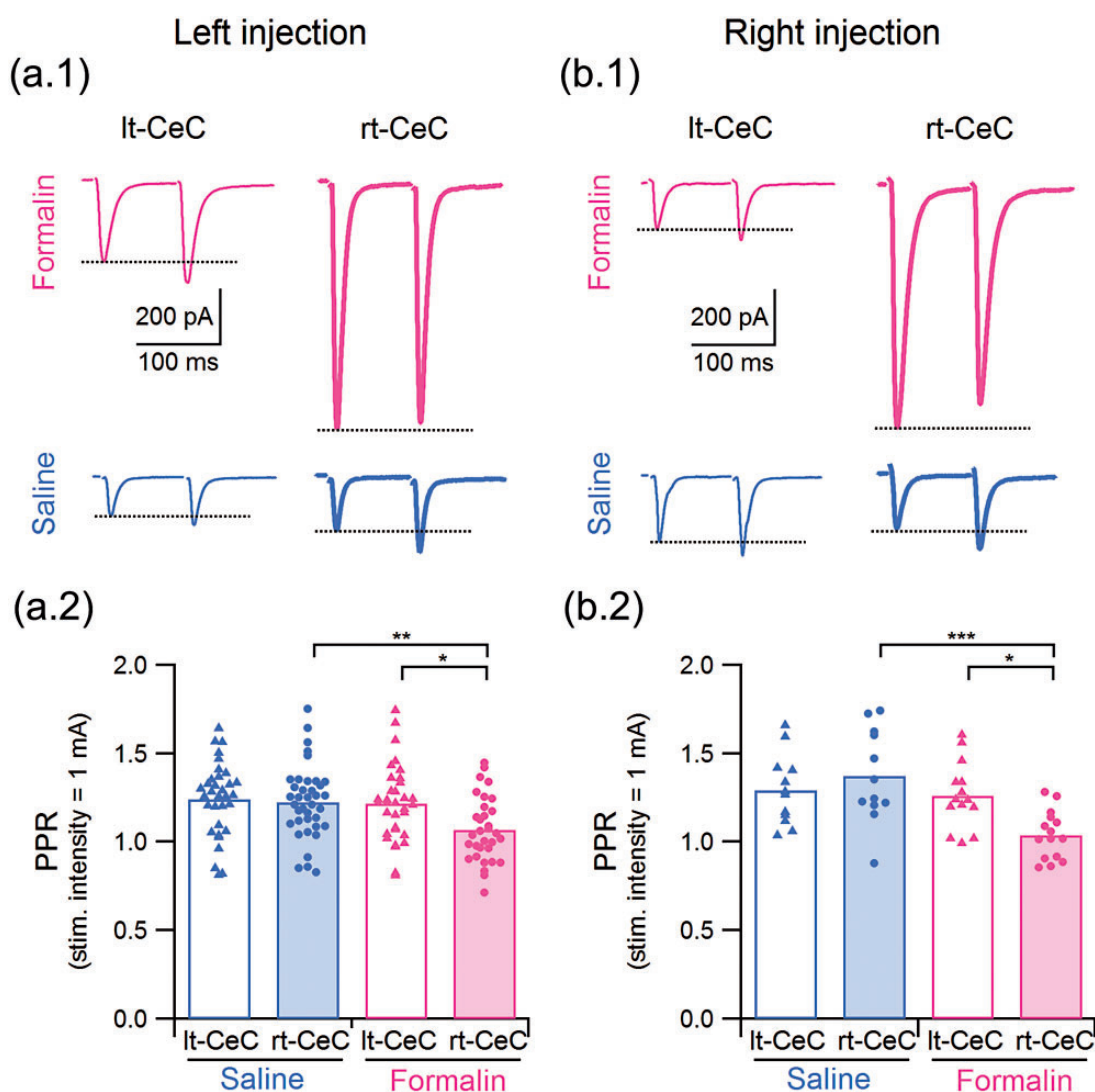 Left injection
Right injection
(a.1)
(b.1)
lt-CeC
rt-CeC
lt-CeC
rt-CeC
Formalin
Formalin
200 pA
100 ms
200 pA
100 ms
Saline
Saline
(a.2)
(b.2)
**
*
***
*
PPR
(stim. intensity = 1 mA)
2.0
1.5
1.0
0.5
0.0
lt-CeC rt-CeC lt-CeC rt-CeC
Saline
Formalin
PPR
(stim. intensity = 1 mA)
2.0
1.5
1.0
0.5
0.0
lt-CeC rt-CeC lt-CeC rt-CeC
Saline
Formalin